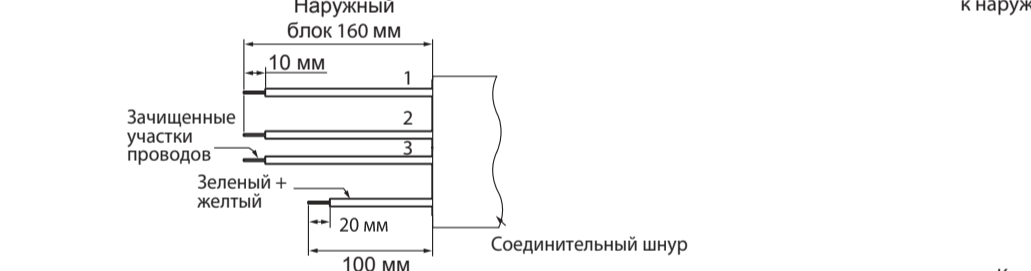 Наружный
блок 160 мм
к наруж
10 мм
1
2
3
Зачищенные
участки
проводов
Зеленый +
желтый
20 мм
Соединительный шнур
100 мм